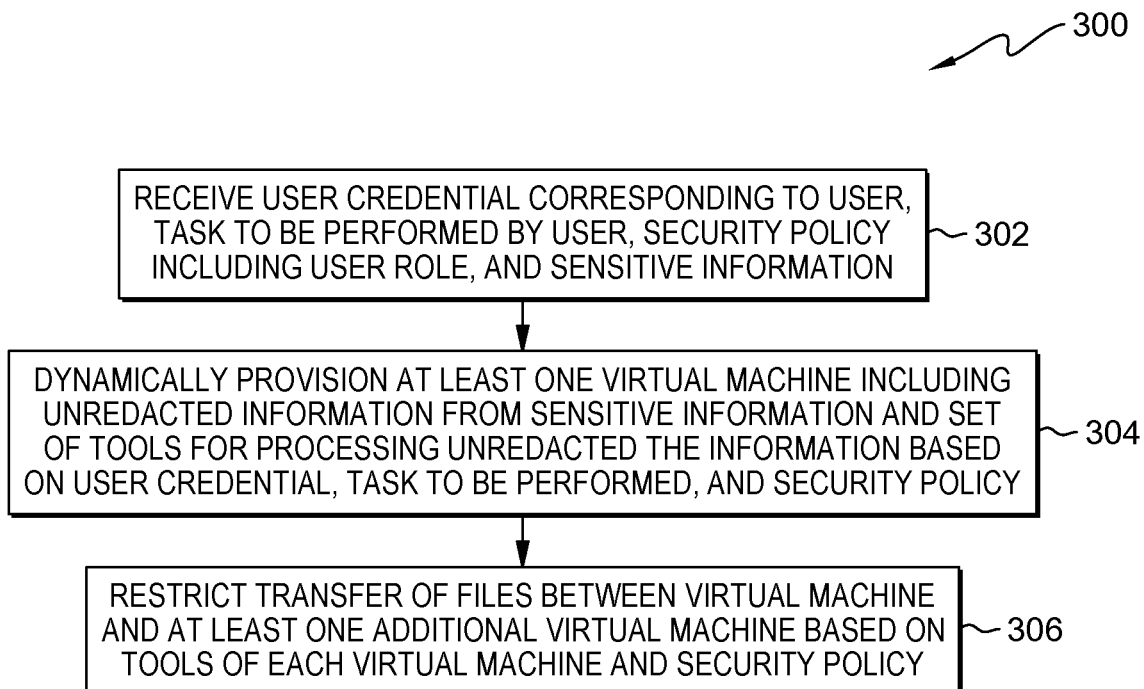 300
RECEIVE USER CREDENTIAL CORRESPONDING TO USER,
TASK TO BE PERFORMED BY USER, SECURITY POLICY
INCLUDING USER ROLE, AND SENSITIVE INFORMATION
302
DYNAMICALLY PROVISION AT LEAST ONE VIRTUAL MACHINE INCLUDING
UNREDACTED INFORMATION FROM SENSITIVE INFORMATION AND SET
OF TOOLS FOR PROCESSING UNREDACTED THE INFORMATION BASED
ON USER CREDENTIAL, TASK TO BE PERFORMED, AND SECURITY POLICY
304
RESTRICT TRANSFER OF FILES BETWEEN VIRTUAL MACHINE
AND AT LEAST ONE ADDITIONAL VIRTUAL MACHINE BASED ON
TOOLS OF EACH VIRTUAL MACHINE AND SECURITY POLICY
306